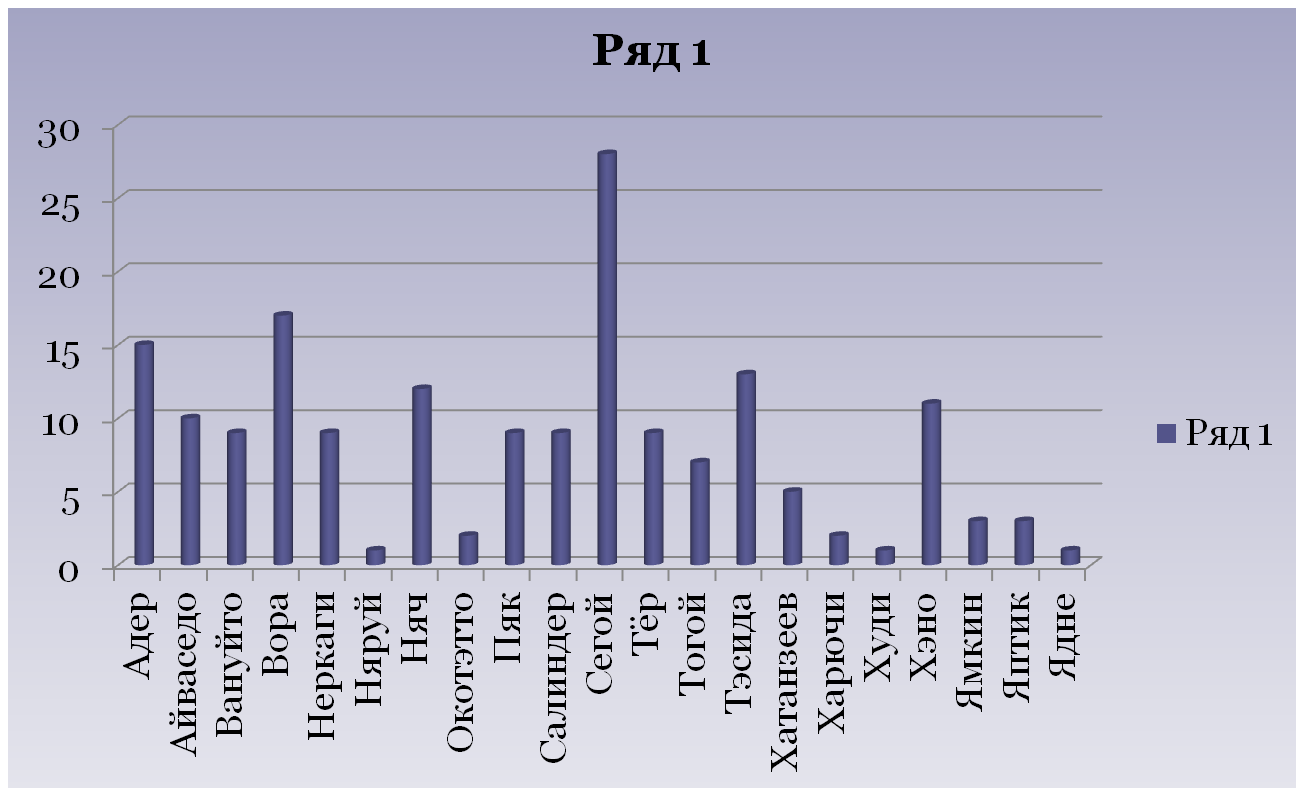 Ряд 1
30
25
20
15
10
5
0
Адер
Айваседо
Вануйто
Вора
Неркаги
Няруй
Няч
Окотэтто
Пяк
Салиндер
Сегой
Тёр
Тогой
Тэсида
Хатанзеев
Харючи
Худи
Хэно
Ямкин
Яптик
Ядне
Ряд 1